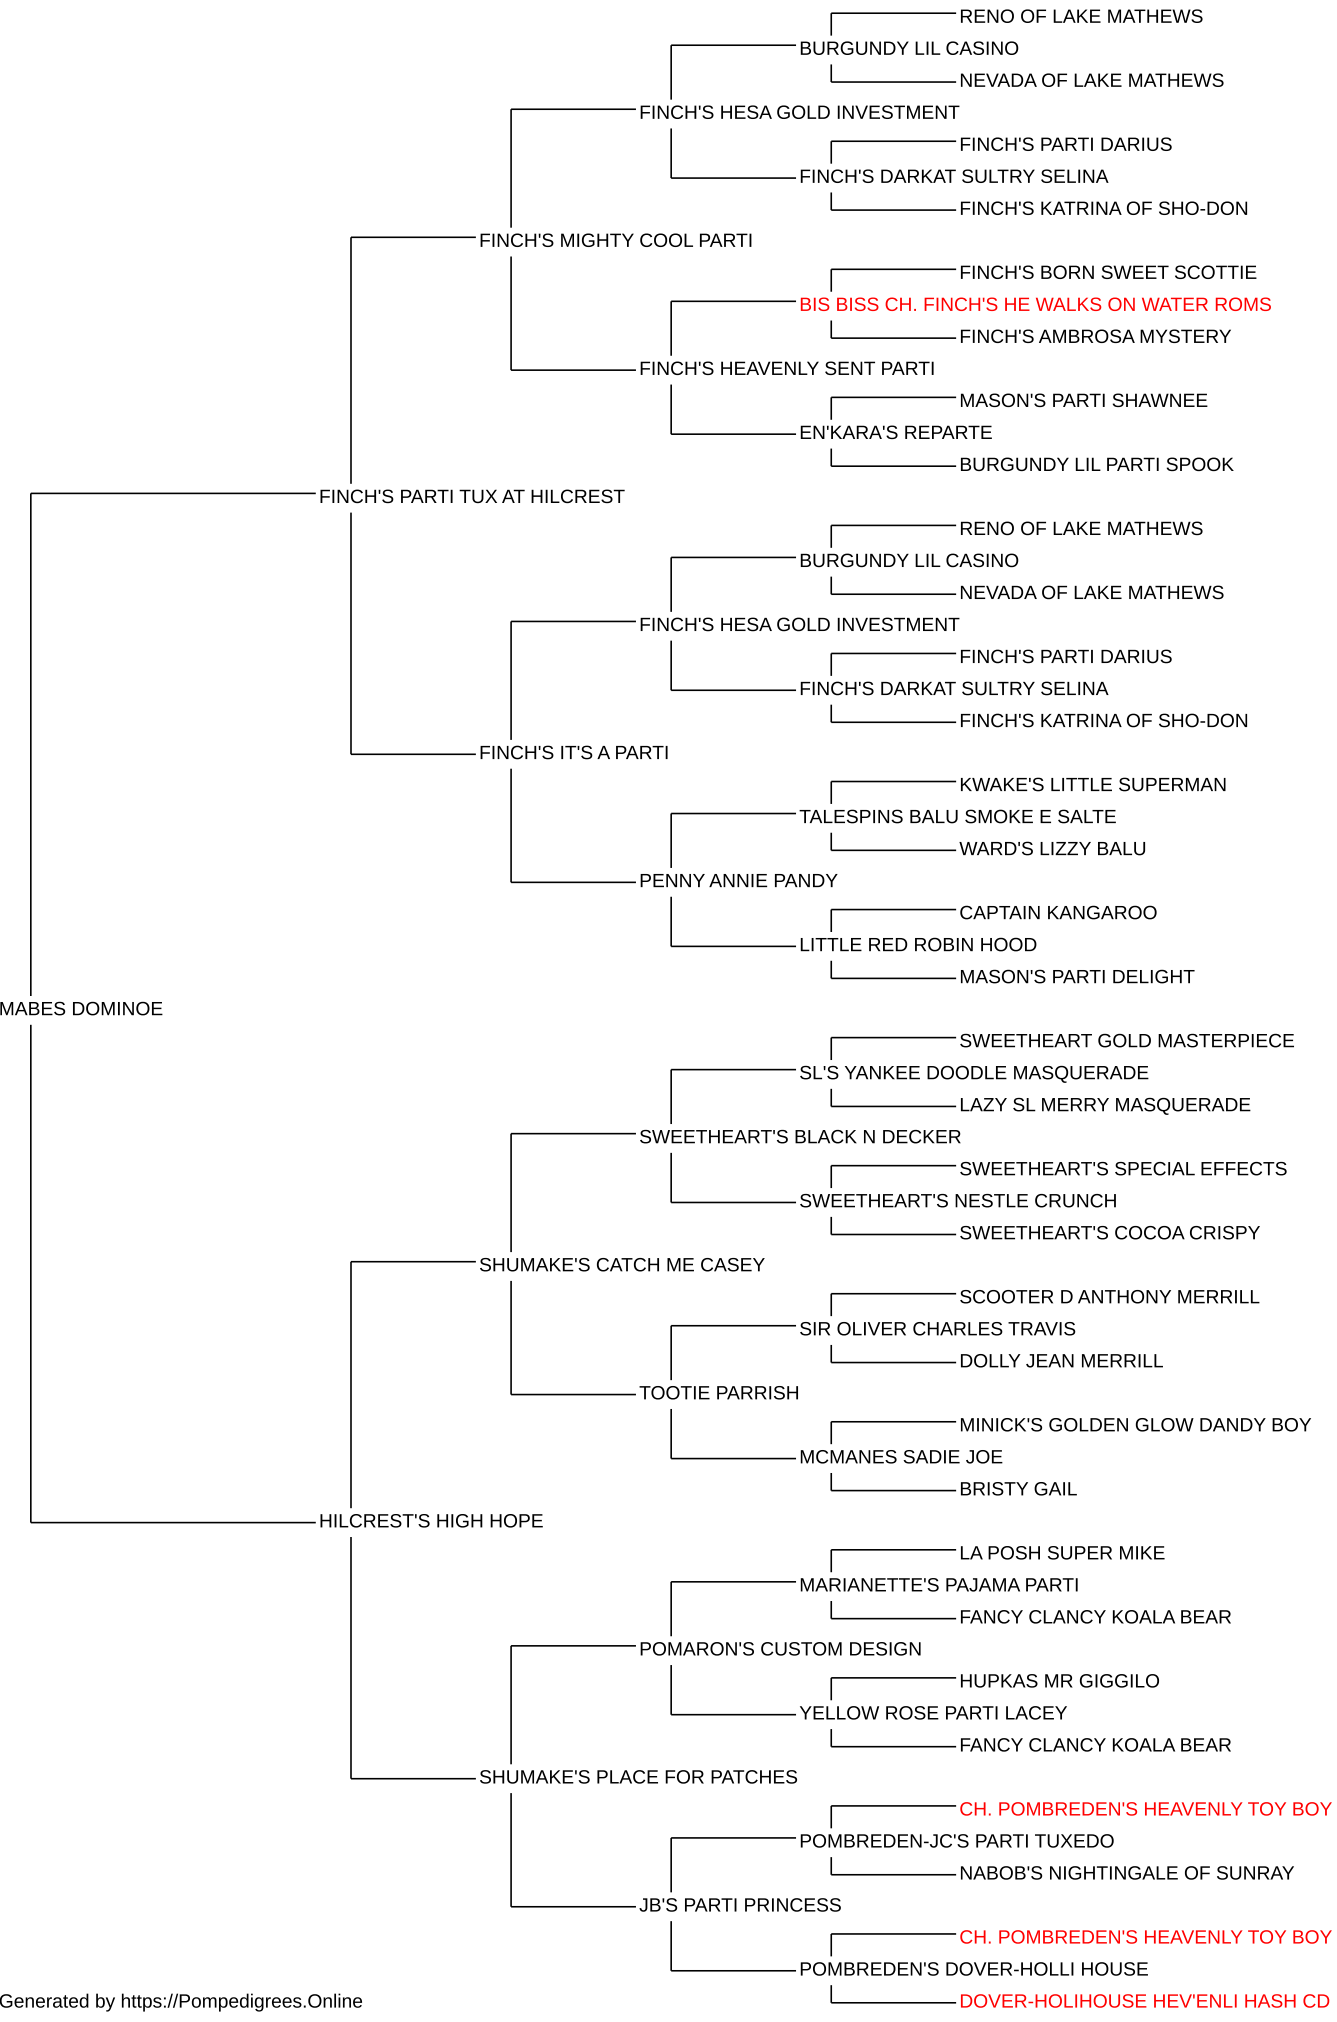 RENO OF LAKE MATHEWS
BURGUNDY LIL CASINO
NEVADA OF LAKE MATHEWS
FINCH'S HESA GOLD INVESTMENT
FINCH'S PARTI DARIUS
FINCH'S DARKAT SULTRY SELINA
FINCH'S KATRINA OF SHO-DON
FINCH'S MIGHTY COOL PARTI
FINCH'S BORN SWEET SCOTTIE
BIS BISS CH. FINCH'S HE WALKS ON WATER ROMS
FINCH'S AMBROSA MYSTERY
FINCH'S HEAVENLY SENT PARTI
MASON'S PARTI SHAWNEE
EN'KARA'S REPARTE
BURGUNDY LIL PARTI SPOOK
FINCH'S PARTI TUX AT HILCREST
RENO OF LAKE MATHEWS
BURGUNDY LIL CASINO
NEVADA OF LAKE MATHEWS
FINCH'S HESA GOLD INVESTMENT
FINCH'S PARTI DARIUS
FINCH'S DARKAT SULTRY SELINA
FINCH'S KATRINA OF SHO-DON
FINCH'S IT'S A PARTI
KWAKE'S LITTLE SUPERMAN
TALESPINS BALU SMOKE E SALTE
WARD'S LIZZY BALU
PENNY ANNIE PANDY
CAPTAIN KANGAROO
LITTLE RED ROBIN HOOD
MASON'S PARTI DELIGHT
MABES DOMINOE
SWEETHEART GOLD MASTERPIECE
SL'S YANKEE DOODLE MASQUERADE
LAZY SL MERRY MASQUERADE
SWEETHEART'S BLACK N DECKER
SWEETHEART'S SPECIAL EFFECTS
SWEETHEART'S NESTLE CRUNCH
SWEETHEART'S COCOA CRISPY
SHUMAKE'S CATCH ME CASEY
SCOOTER D ANTHONY MERRILL
SIR OLIVER CHARLES TRAVIS
DOLLY JEAN MERRILL
TOOTIE PARRISH
MINICK'S GOLDEN GLOW DANDY BOY
MCMANES SADIE JOE
BRISTY GAIL
HILCREST'S HIGH HOPE
LA POSH SUPER MIKE
MARIANETTE'S PAJAMA PARTI
FANCY CLANCY KOALA BEAR
POMARON'S CUSTOM DESIGN
HUPKAS MR GIGGILO
YELLOW ROSE PARTI LACEY
FANCY CLANCY KOALA BEAR
SHUMAKE'S PLACE FOR PATCHES
CH. POMBREDEN'S HEAVENLY TOY BOY
POMBREDEN-JC'S PARTI TUXEDO
NABOB'S NIGHTINGALE OF SUNRAY
JB'S PARTI PRINCESS
CH. POMBREDEN'S HEAVENLY TOY BOY
POMBREDEN'S DOVER-HOLLI HOUSE
DOVER-HOLIHOUSE HEV'ENLI HASH CD
Generated by https://Pompedigrees.Online